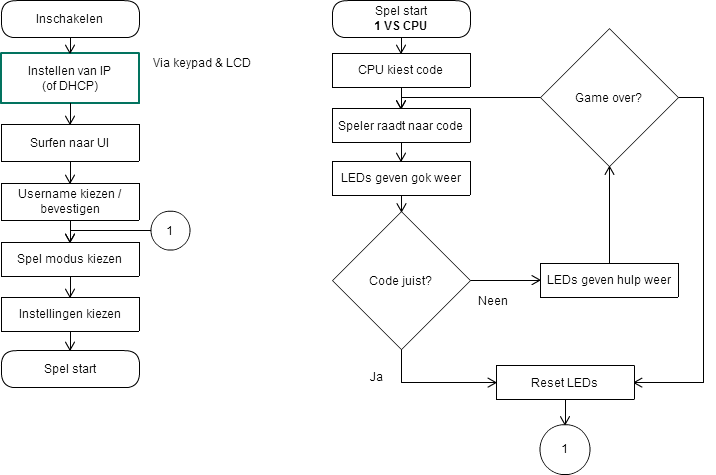 Inschakelen
Instellen van IP
(of DHCP)
Via keypad & LCD
Surfen naar UI
Username kiezen /
bevestigen
1
Spel modus kiezen
Instellingen kiezen
Spel start
Spel start
1 VS CPU
CPU kiest code
Game over?
Speler raadt naar code
LEDs geven gok weer
Code juist?
LEDs geven hulp weer
Neen
Ja
Reset LEDs
1